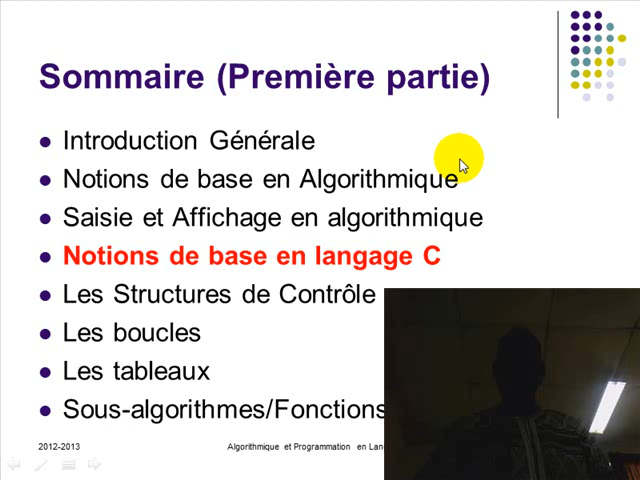 Sommaire (Première partie)
Introduction Générale
Notions de base en Algorithmique
Saisie et Affichage en algorithmique
Notions de base en langage C
Les Structures de Contrôle
Les boucles
Les tableaux
Sous-algorithmes/Fonctions
2012-2013
Algorithmique et Programmation en Lan